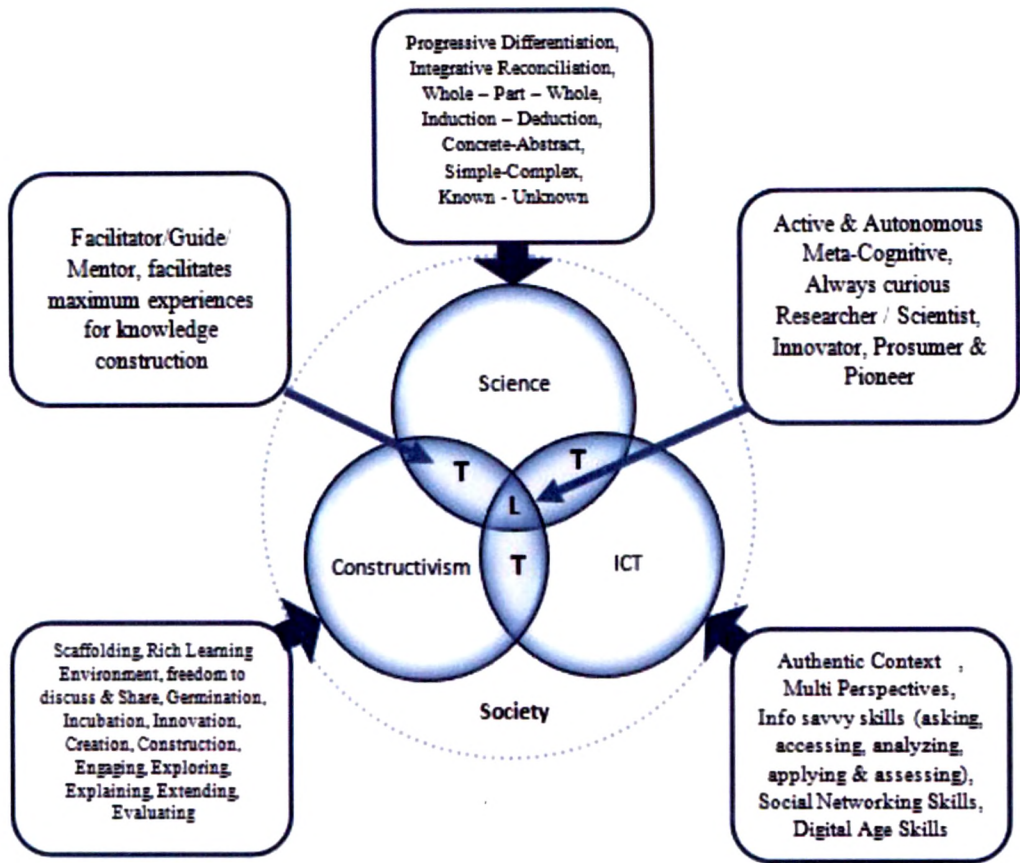 Progressive Differentiation,
Integrative Reconciliation,
Whole – Part – Whole,
Induction – Deduction,
Concrete-Abstract,
Simple-Complex,
Known - Unknown
Facilitator/Guide/
Mentor, facilitates
maximum experiences
for knowledge
construction
Active & Autonomous
Meta-Cognitive,
Always curious
Researcher / Scientist,
Innovator, Prosumer &
Pioneer
Science
T
T
L
Constructivism
T
ICT
Society
Scaffolding, Rich Learning
Environment, freedom to
discuss & Share, Germination,
Incubation, Innovation,
Creation, Construction,
Engaging, Exploring,
Explaining, Extending,
Evaluating
Authentic Context ,
Multi Perspectives,
Info savvy skills (asking,
accessing, analyzing,
applying & assessing),
Social Networking Skills,
Digital Age Skills